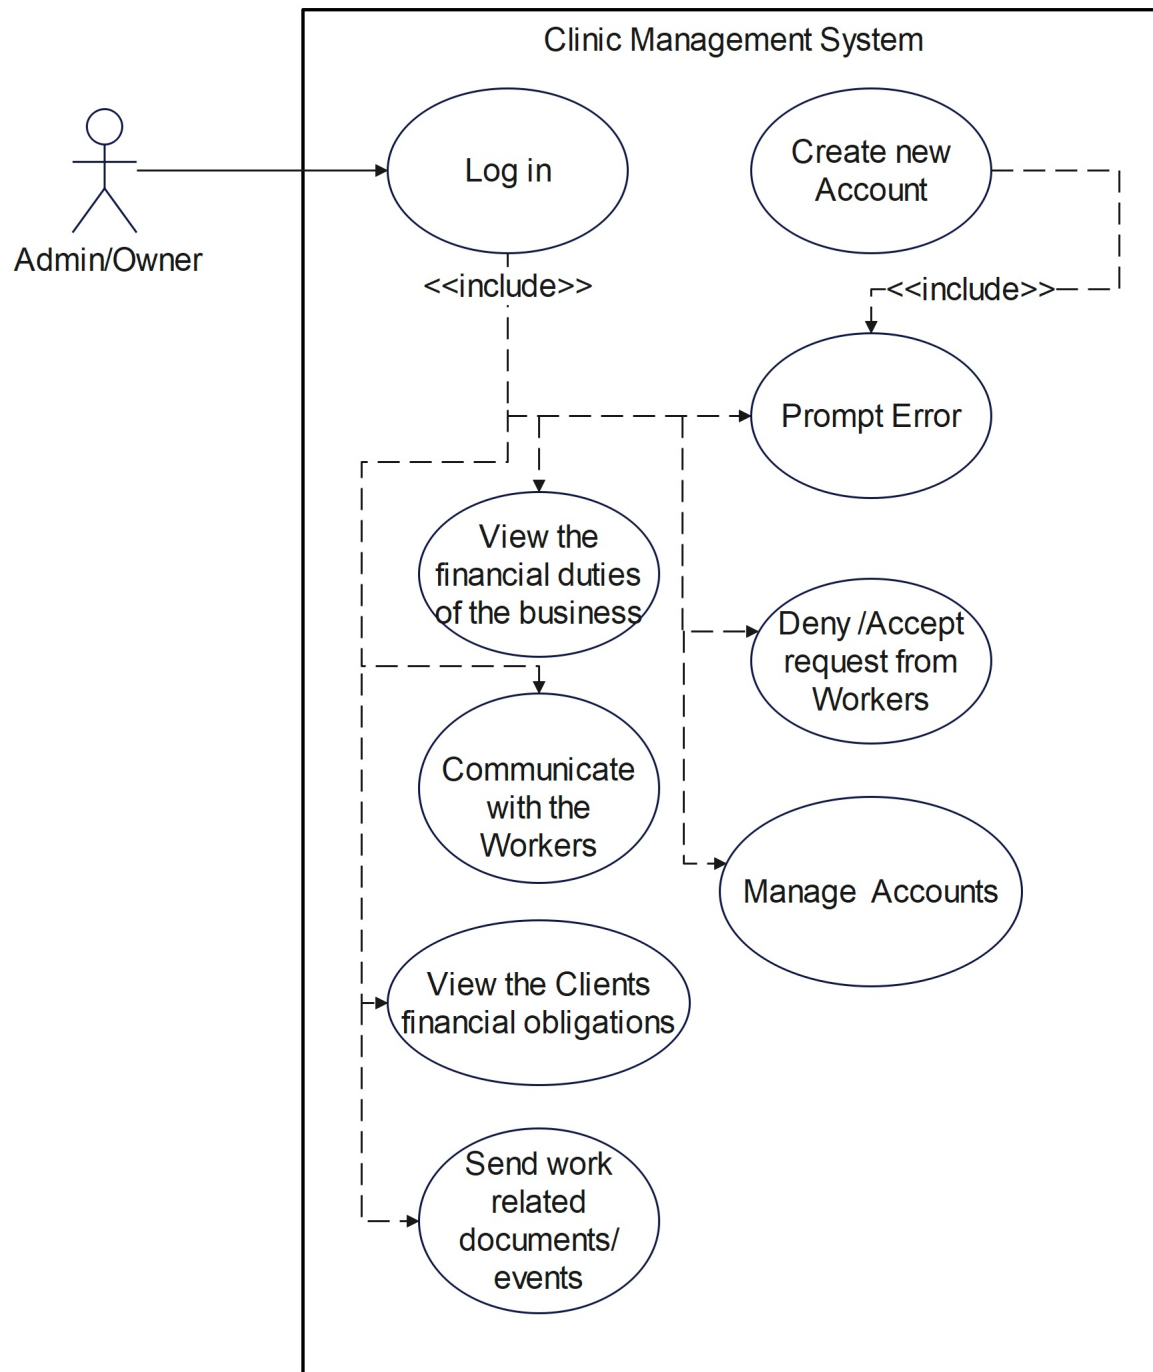 Clinic Management System
Log in
Create new
Account
Admin/Owner
<<include>>
<<include>>
Prompt Error
View the
financial duties
of the business
Deny /Accept
request from
Workers
Communicate
with the
Workers
Manage  Accounts
View the Clients
financial obligations
Send work
related
documents/
events